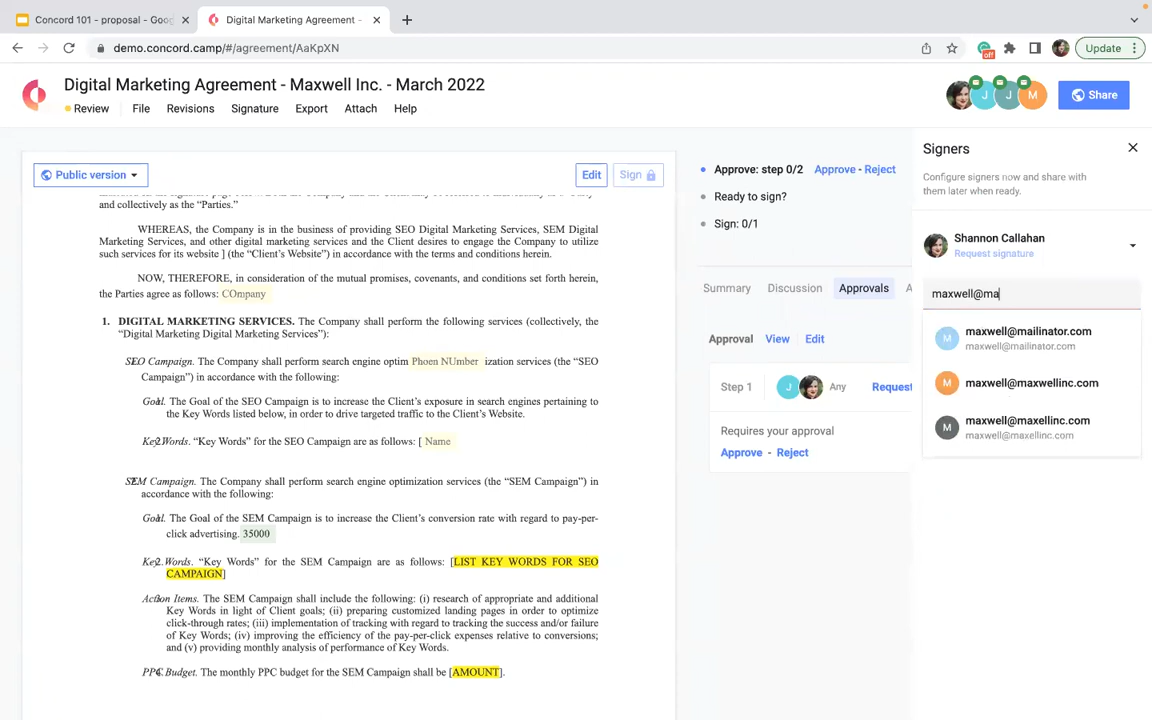 Concord 101 - proposal - Goog
Digital Marketing Agreement -
demo.concord.camp/#/agreement/AaKpXN
off
Update
Digital Marketing Agreement - Maxwell Inc. - March 2022
Review File Revisions Signature Export Attach Help
J J M
Share
Public version
Edit
Sign
and collectively as the “Parties.”
WHEREAS, the Company is in the business of providing SEO Digital Marketing Services, SEM Digital
Marketing Services, and other digital marketing services and the Client desires to engage the Company to utilize
such services for its website ] (the “Client’s Website”) in accordance with the terms and conditions herein.
NOW, THEREFORE, in consideration of the mutual promises, covenants, and conditions set forth herein,
the Parties agree as follows: COmpany
1. DIGITAL MARKETING SERVICES. The Company shall perform the following services (collectively, the
“Digital Marketing Digital Marketing Services”):
SEO Campaign. The Company shall perform search engine optim Phoen NUmber ization services (the “SEO
Campaign”) in accordance with the following:
Goal. The Goal of the SEO Campaign is to increase the Client’s exposure in search engines pertaining to
the Key Words listed below, in order to drive targeted traffic to the Client’s Website.
Key Words. “Key Words” for the SEO Campaign are as follows: [ Name
SEM Campaign. The Company shall perform search engine optimization services (the “SEM Campaign”) in
accordance with the following:
Goal. The Goal of the SEM Campaign is to increase the Client’s conversion rate with regard to pay-per-
click advertising. 35000
Key Words. “Key Words” for the SEM Campaign are as follows: [LIST KEY WORDS FOR SEO
CAMPAIGN]
Action Items. The SEM Campaign shall include the following: (i) research of appropriate and additional
Key Words in light of Client goals; (ii) preparing customized landing pages in order to optimize
click-through rates; (iii) implementation of tracking with regard to tracking the success and/or failure
of Key Words; (iv) improving the efficiency of the pay-per-click expenses relative to conversions;
and (v) providing monthly analysis of performance of Key Words.
PPC Budget. The monthly PPC budget for the SEM Campaign shall be [AMOUNT].
Approve: step 0/2 Approve - Reject
Ready to sign?
Sign: 0/1
Summary Discussion Approvals A
Approval View Edit
Step 1 J Any Request
Requires your approval
Approve - Reject
Signers
Configure signers now and share with
them later when ready.
Shannon Callahan
Request signature
maxwell@ma
M maxwell@mailinator.com
maxwell@mailinator.com
M maxwell@maxwellinc.com
M maxwell@maxellinc.com
maxwell@maxellinc.com